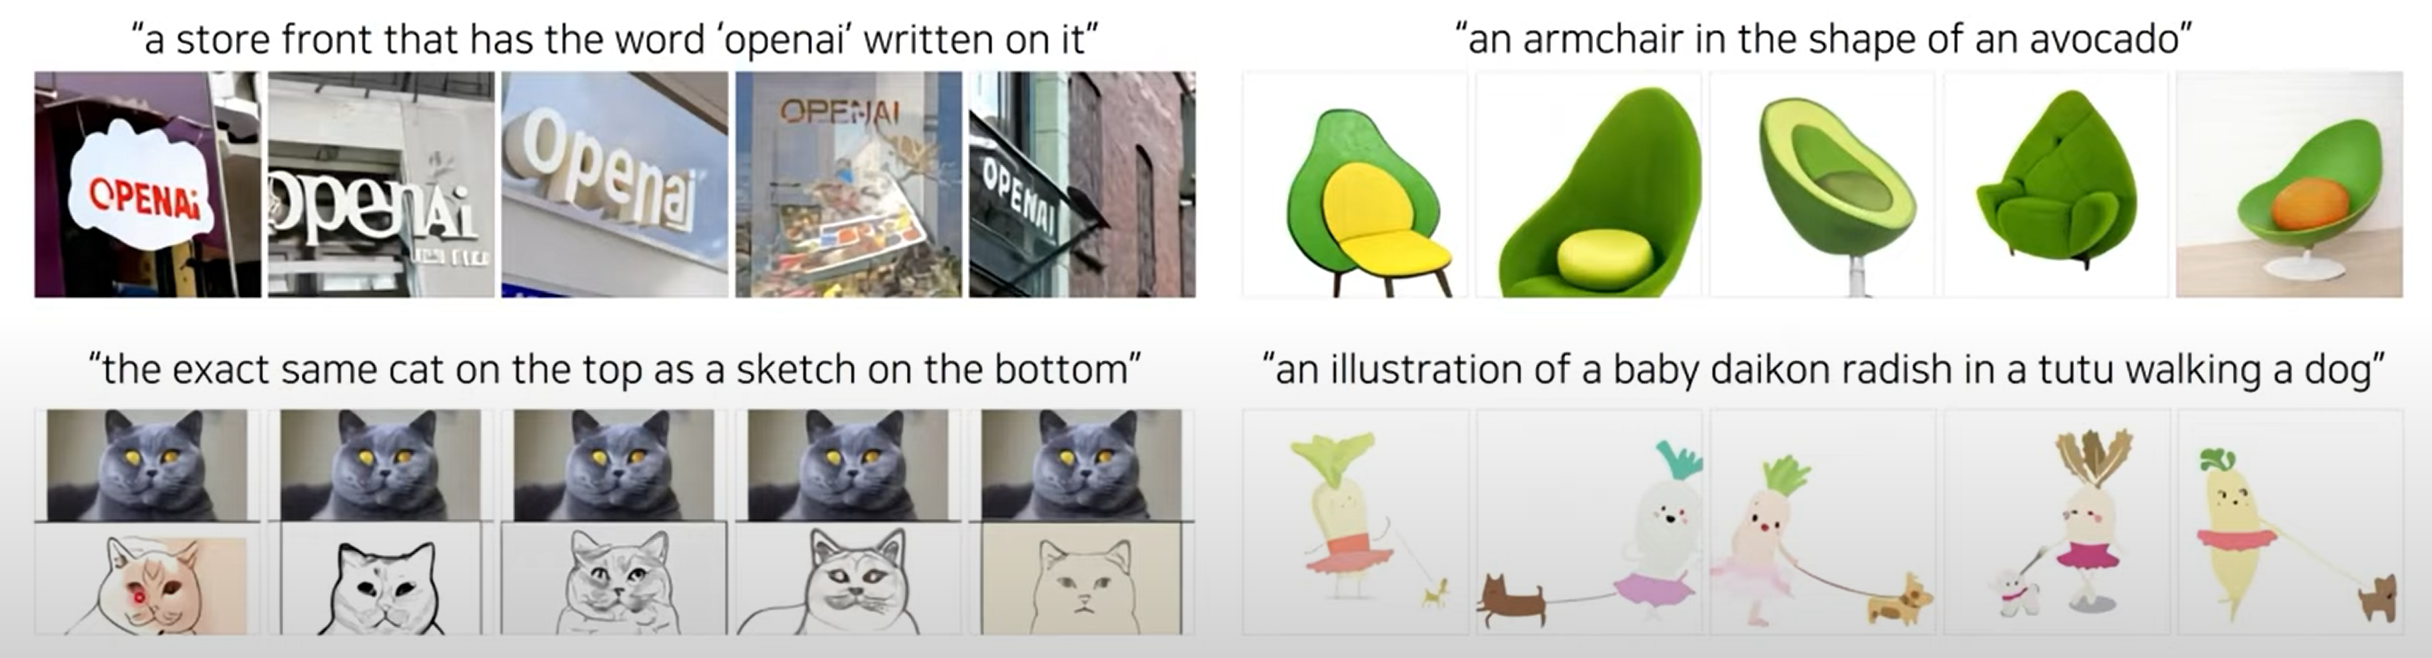 “a store front that has the word ‘openai’ written on it”
OPENAi
openAi
openai
OPENAI
OPENAI
“an armchair in the shape of an avocado”
“the exact same cat on the top as a sketch on the bottom”
“an illustration of a baby daikon radish in a tutu walking a dog”